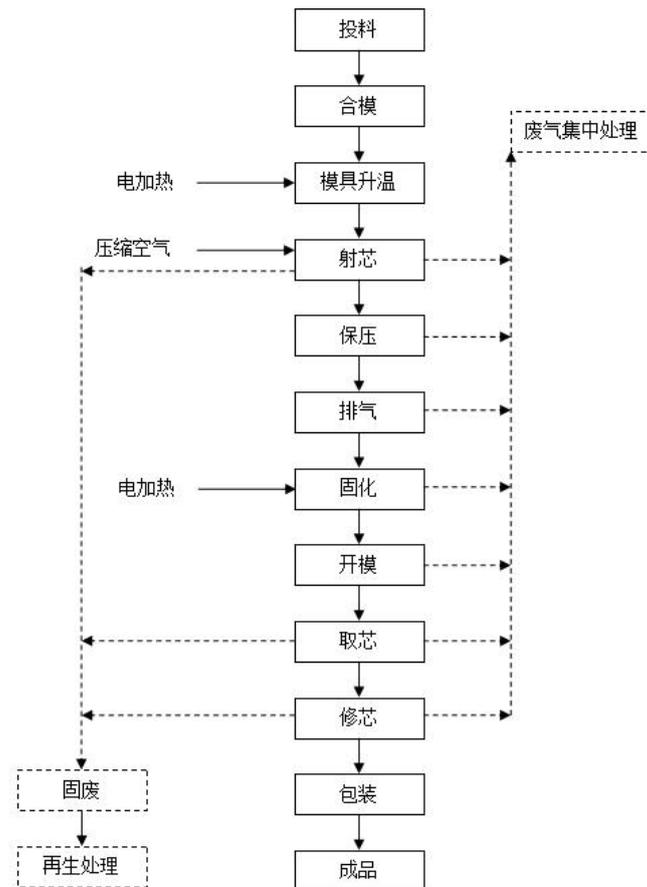 投料
合模
废气集中处理
电加热
模具升温
压缩空气
射芯
保压
排气
电加热
固化
开模
取芯
修芯
固废
包装
再生处理
成品